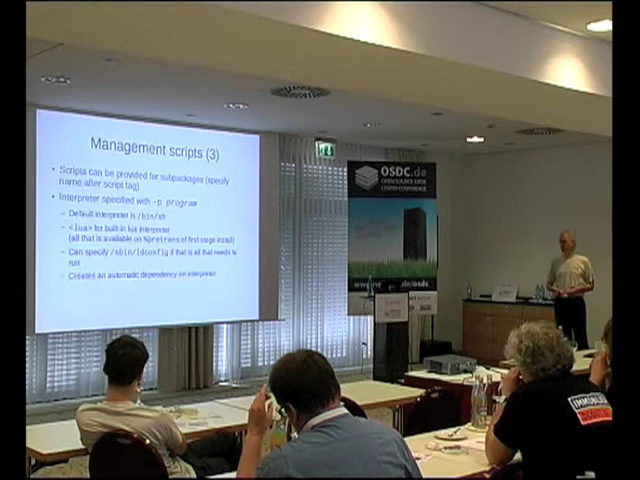 Management scripts (3)
• Scripts can be provided for subpackages (specify
name after script tag)
• Interpreter specified with -p program
– Default interpreter is /bin/sh
– <lua> for built-in lua interpreter
(all that is available on %pretrans of first-stage install)
– Can specify /sbin/ldconfig if that is all that needs to
run
– Creates an automatic dependency on interpreter
OSDC.de
OPEN SOURCE DATA
CENTER CONFERENCE